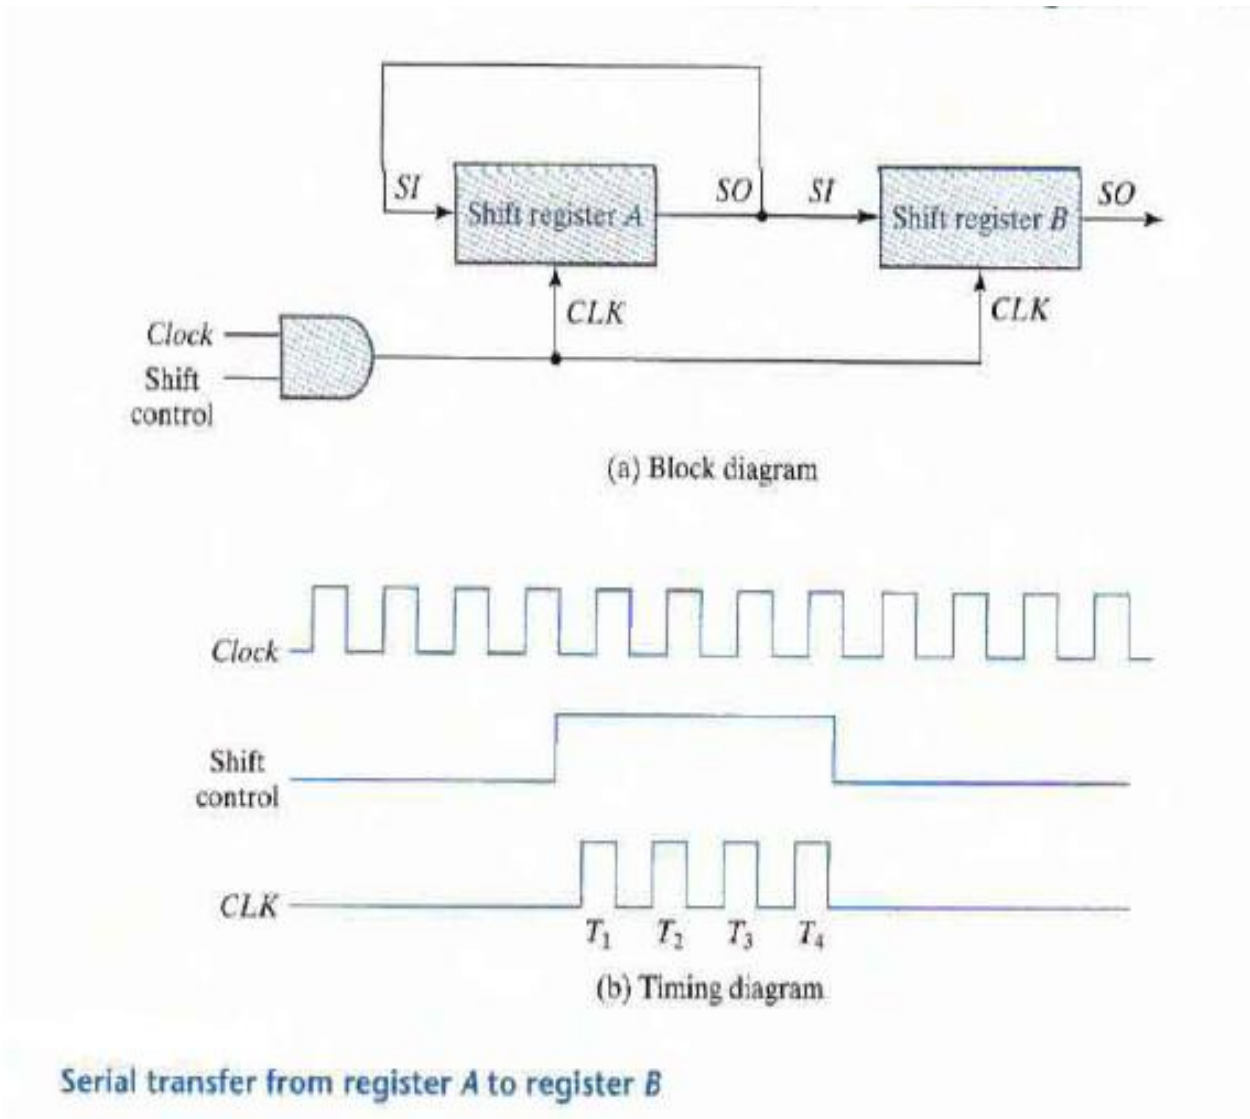 SI Shift register A SO SI Shift register B SO
CLK CLK
Clock
Shift
control
(a) Block diagram
Clock
Shift
control
CLK
T1 T2 T3 T4
(b) Timing diagram
Serial transfer from register A to register B